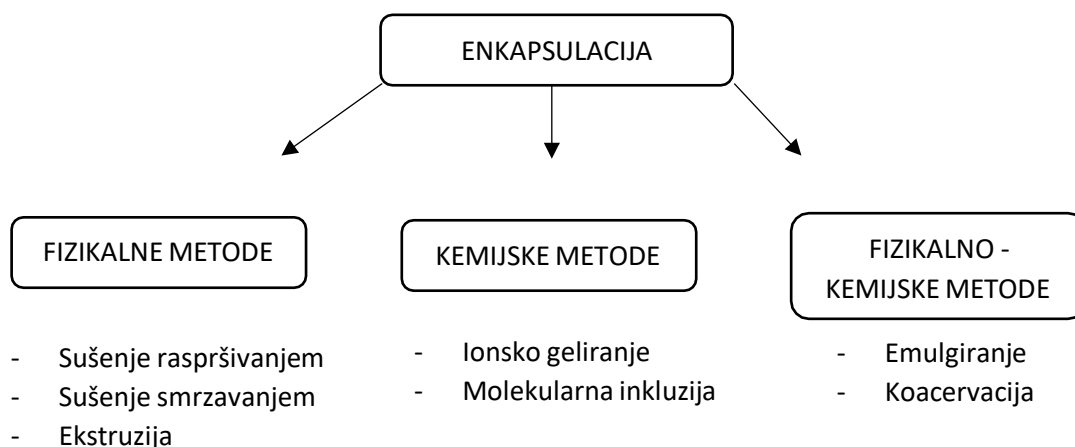 ENKAPSULACIJA
FIZIKALNE METODE
- Sušenje raspršivanjem
- Sušenje smrzavanjem
- Ekstruzija
KEMIJSKE METODE
- Ionsko geliranje
- Molekularna inkluzija
FIZIKALNO -
KEMIJSKE METODE
- Emulgiranje
- Koacervacija